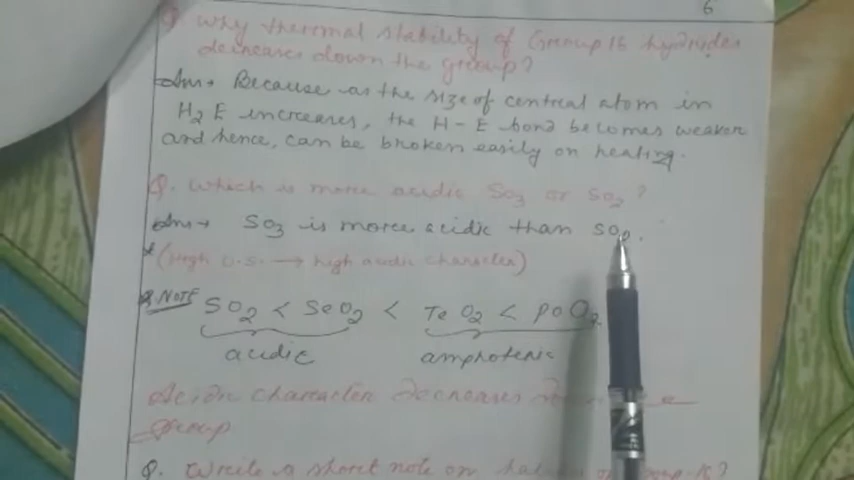 6
Q. Why thermal stability of Group 16 hydrides
decreases down the group?
Ans→ Because as the size of central atom in
H₂E increases, the H-E bond becomes weaker
and hence, can be broken easily on heating.
Q. Which is more acidic SO₃ or SO₂?
Ans→ SO₃ is more acidic than SO₂.
* (High O.S. → high acidic character)
NOTE SO₂ < SeO₂ < TeO₂ < PoO₂
acidic amphoteric
Acidic character decreases
group
Q. Write a short note on